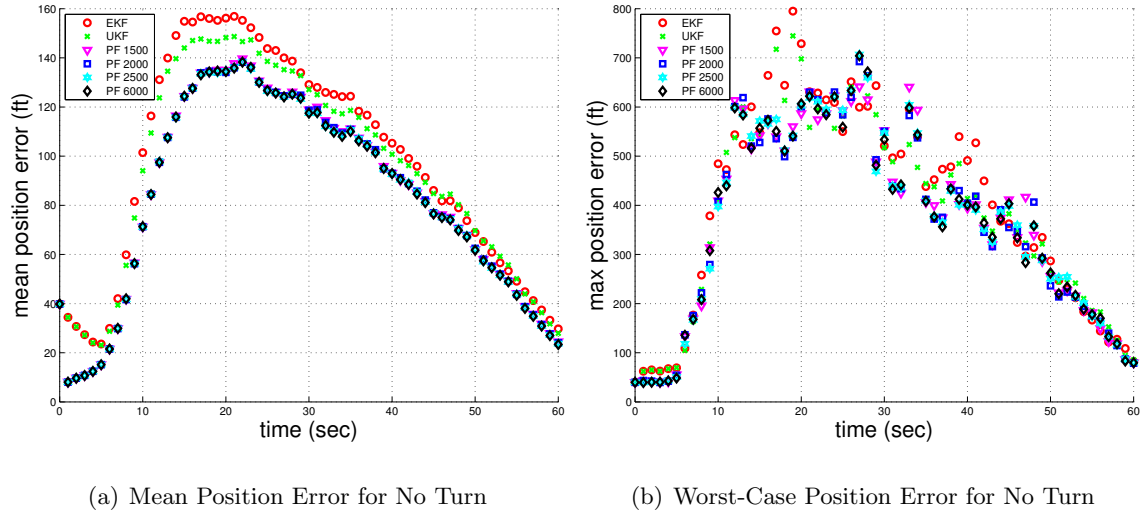 EKF
UKF
PF 1500
PF 2000
PF 2500
PF 6000
160
140
120
100
80
60
40
20
0
mean position error (ft)
0 10 20 30 40 50 60
time (sec)
(a) Mean Position Error for No Turn
EKF
UKF
PF 1500
PF 2000
PF 2500
PF 6000
800
700
600
500
400
300
200
100
0
max position error (ft)
0 10 20 30 40 50 60
time (sec)
(b) Worst-Case Position Error for No Turn